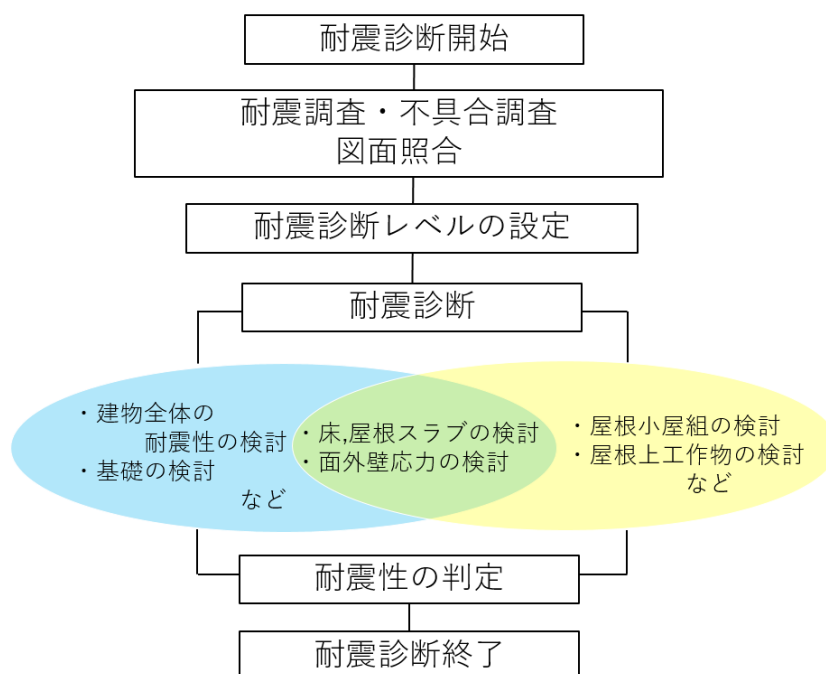 耐震診断開始
耐震調査・不具合調査
図面照合
耐震診断レベルの設定
耐震診断
・建物全体の
耐震性の検討
・基礎の検討
など
・床,屋根スラブの検討
・面外壁応力の検討
・屋根小屋組の検討
・屋根上工作物の検討
など
耐震性の判定
耐震診断終了